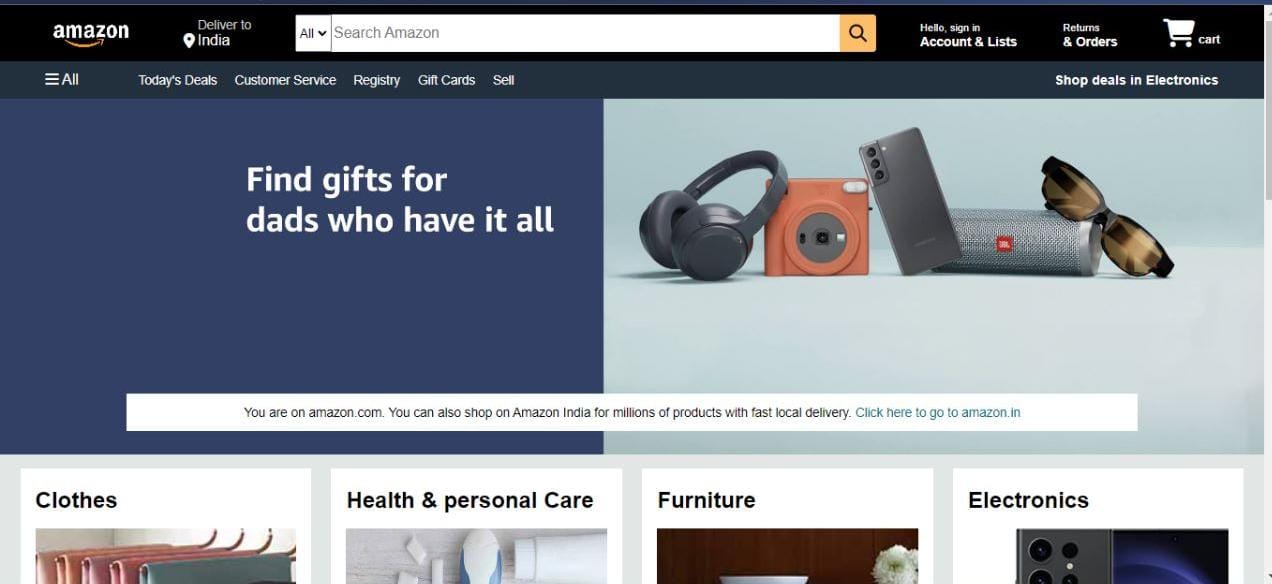 amazon
Deliver to
India
All
Search Amazon
Hello, sign in
Account & Lists
Returns
& Orders
cart
All
Today's Deals
Customer Service
Registry
Gift Cards
Sell
Shop deals in Electronics
Find gifts for
dads who have it all
JBL
You are on amazon.com. You can also shop on Amazon India for millions of products with fast local delivery. Click here to go to amazon.in
Clothes
Health & personal Care
Furniture
Electronics